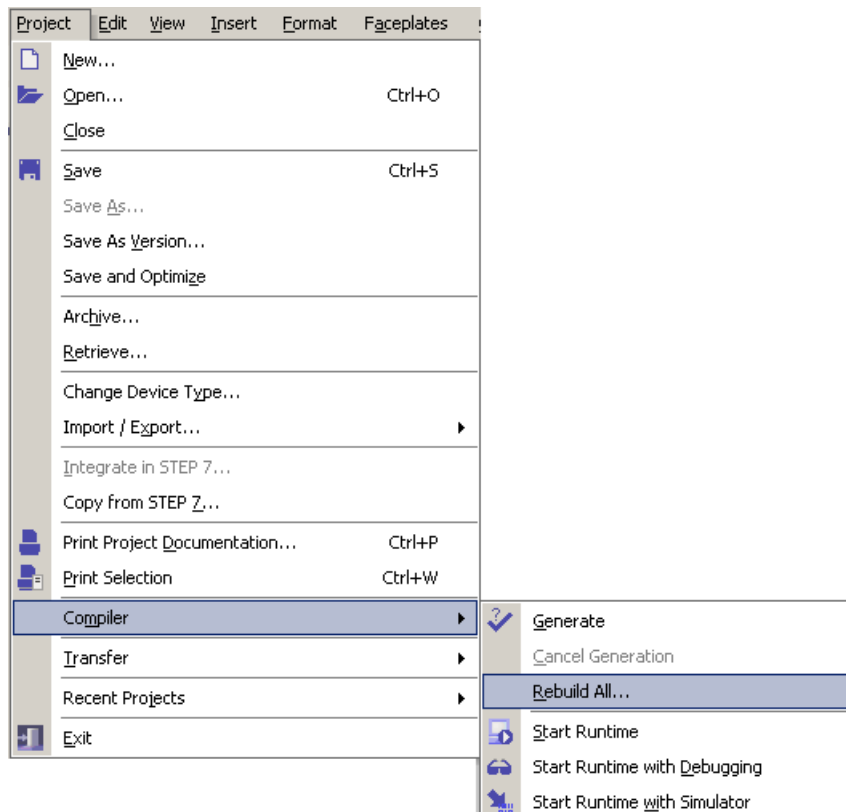 Project Edit View Insert Format Faceplates
New...
Open... Ctrl+O
Close
Save Ctrl+S
Save As...
Save As Version...
Save and Optimize
Archive...
Retrieve...
Change Device Type...
Import / Export...
Integrate in STEP 7...
Copy from STEP 7...
Print Project Documentation... Ctrl+P
Print Selection Ctrl+W
Compiler
Transfer
Recent Projects
Exit
Generate
Cancel Generation
Rebuild All...
Start Runtime
Start Runtime with Debugging
Start Runtime with Simulator